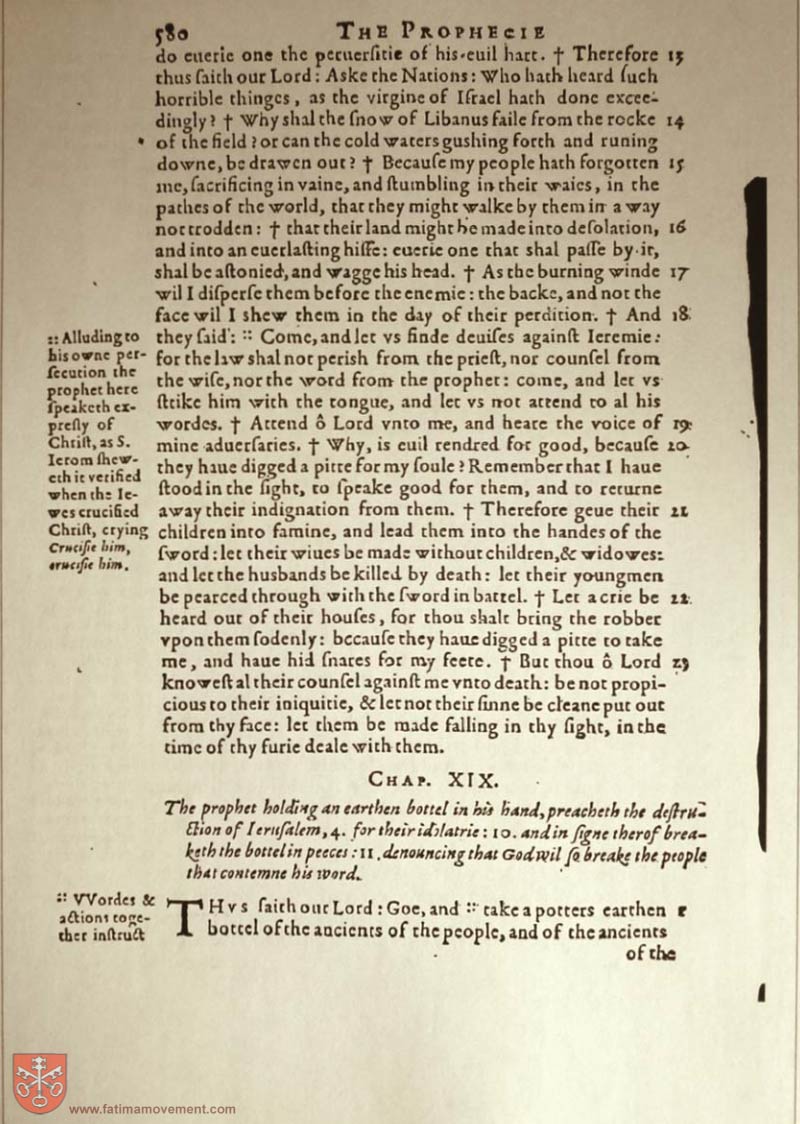 580 THE PROPHECIE
do euerie one the peruerſitie of his euil hart. † Therefore 13
thus ſaith our Lord: Aske the Nations: Who hath heard ſuch
horrible thinges, as the virgine of Iſrael hath done excee-
dingly? † Why shal the ſnow of Libanus faile from the rocke 14
of the field? or can the cold waters gushing forth and runing
downe, be drawen out? † Becauſe my people hath forgotten 15
me, ſacrificing in vaine, and ſtumbling in their waies, in the
pathes of the world, that they might walke by them in a way
not trodden: † that their land might be made into deſolation, 16
and into an euerlaſting hiſſe: euerie one that shal paſſe by it,
shal be aſtonied, and wagge his head. † As the burning winde 17
wil I diſperſe them before the enemie: the backe, and not the
face wil I shew them in the day of their perdition. † And 18
they ſaid: :: Come, and let vs finde deuiſes againſt Ieremie:
for the law shal not perish from the prieſt, nor counſel from
the wiſe, nor the word from the prophet: come, and let vs
ſtrike him with the tongue, and let vs not attend to al his
wordes. † Attend ô Lord vnto me, and heare the voice of 19
mine aduerſaries. † Why, is euil rendred for good, becauſe 20
they haue digged a pitte for my ſoule? Remember that I haue
ſtood in the ſight, to ſpeake good for them, and to returne
away their indignation from them. † Therefore geue their 21
children into famine, and lead them into the handes of the
ſword: let their wiues be made without children, & widowes:
and let the husbands be killed by death: let their youngmen
be pearced through with the ſword in battel. † Let a crie be 22
heard out of their houſes, for thou shalt bring the robber
vpon them ſodenly: becauſe they haue digged a pitte to take
me, and haue hid ſnares for my feete. † But thou ô Lord 23
knoweſt al their counſel againſt me vnto death: be not propi-
cious to their iniquitie, & let not their ſinne be cleane put out
from thy face: let them be made falling in thy ſight, in the
time of thy furie deale with them.
:: Alluding to
his owne per-
ſecution the
prophet here
ſpeaketh ex-
preſly of
Chriſt, as S.
Ierom ſhew-
eth it verified
when the Ie-
wes crucified
Chriſt, crying
Crucifie him,
crucifie him.
CHAP. XIX.
The prophet holding an earthen bottel in his hand, preacheth the deſtru-
ction of Ieruſalem, 4. for their idolatrie: 10. and in ſigne therof brea-
keth the bottel in peeces: 11. denouncing that God wil ſo breake the people
that contemne his word.
:: VVordes &
actions toge-
ther inſtruct
THvs ſaith our Lord: Goe, and :: take a potters earthen 1
bottel of the ancients of the people, and of the ancients
of the
www.fatimamovement.com